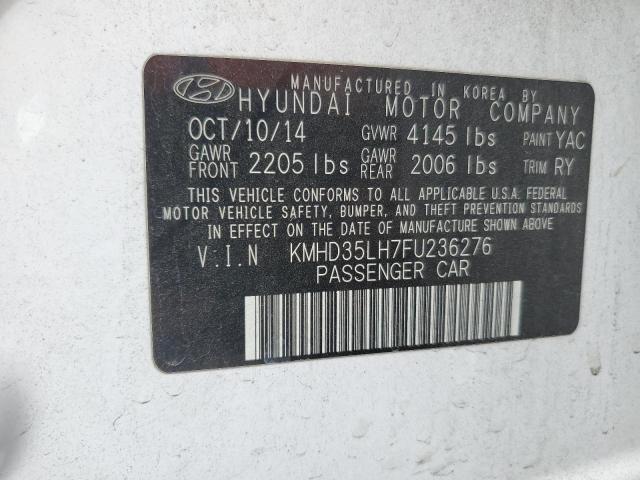 MANUFACTURED IN KOREA BY
HYUNDAI MOTOR COMPANY
OCT/10/14 GVWR 4145 lbs PAINT YAC
GAWR FRONT 2205 lbs GAWR REAR 2006 lbs TRIM RY
THIS VEHICLE CONFORMS TO ALL APPLICABLE U.S.A. FEDERAL
MOTOR VEHICLE SAFETY, BUMPER, AND THEFT PREVENTION STANDARDS
IN EFFECT ON THE DATE OF MANUFACTURE SHOWN ABOVE
V.I.N KMHD35LH7FU236276
PASSENGER CAR